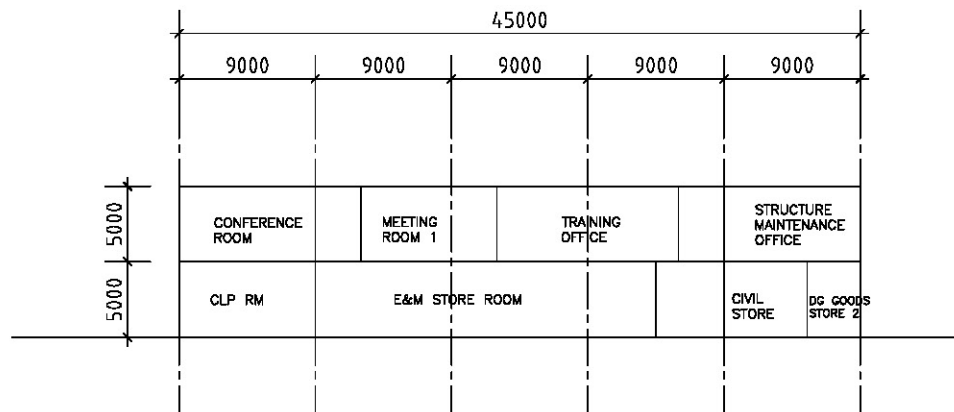 45000
9000 9000 9000 9000 9000
5000
CONFERENCE
ROOM
MEETING
ROOM 1
TRAINING
OFFICE
STRUCTURE
MAINTENANCE
OFFICE
5000
CLP RM
E&M STORE ROOM
CIVIL
STORE
DG GOODS
STORE 2